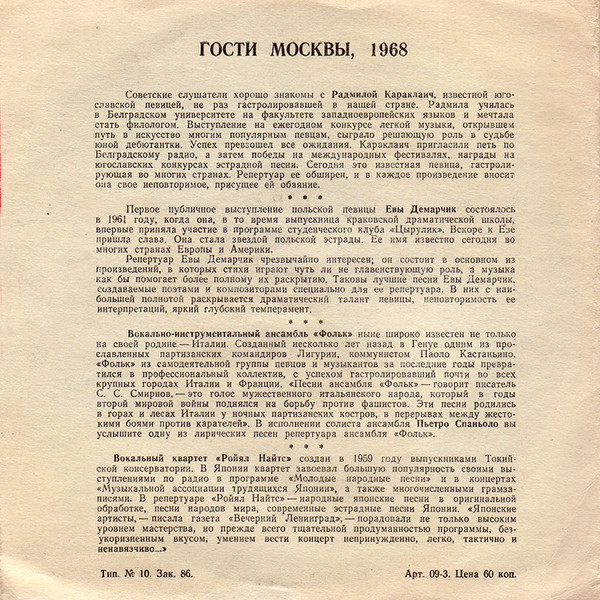 ГОСТИ МОСКВЫ, 1968
Советские слушатели хорошо знакомы с Радмилой Караклаич, известной юго-
славской певицей, не раз гастролировавшей в нашей стране. Радмила училась
в Белградском университете на факультете западноевропейских языков и мечтала
стать филологом. Выступление на ежегодном конкурсе легкой музыки, открывшем
путь в искусство многим популярным певцам, сыграло решающую роль в судьбе
юной дебютантки. Успех превзошел все ожидания. Караклаич пригласили петь по
Белградскому радио, а затем победы на международных фестивалях, награды на
югославских конкурсах эстрадной песни. Сегодня это известная певица, гастроли-
рующая во многих странах. Репертуар ее обширен, и в каждое произведение вносит
она свое неповторимое, присущее ей обаяние.
* * *
Первое публичное выступление польской певицы Евы Демарчик состоялось
в 1961 году, когда она, в то время выпускница краковской драматической школы,
впервые приняла участие в программе студенческого клуба «Цырулик». Вскоре к Еве
пришла слава. Она стала звездой польской эстрады. Ее имя известно сегодня во
многих странах Европы и Америки.
Репертуар Евы Демарчик чрезвычайно интересен; он состоит в основном из
произведений, в которых стихи играют чуть ли не главенствующую роль, а музыка
как бы помогает более полному их раскрытию. Таковы лучшие песни Евы Демарчик,
создаваемые поэтами и композиторами специально для ее репертуара. В них с наи-
большей полнотой раскрывается драматический талант певицы, неповторимость ее
интерпретаций, яркий глубокий темперамент.
* * *
Вокально-инструментальный ансамбль «Фольк» ныне широко известен не только
на своей родине — Италии. Созданный несколько лет назад в Генуе одним из про-
славленных партизанских командиров Лигурии, коммунистом Паоло Кастаньино.
«Фольк» из самодеятельной группы певцов и музыкантов за последние годы превра-
тился в профессиональный коллектив, с успехом гастролировавший почти во всех
крупных городах Италии и Франции. «Песни ансамбля «Фольк» — говорит писатель
С. С. Смирнов, — это голос мужественного итальянского народа, который в годы
второй мировой войны поднялся на борьбу против фашистов. Эти песни родились
в горах и лесах Италии у ночных партизанских костров, в перерывах между жесто-
кими боями против карателей». В исполнении солиста ансамбля Пьетро Спаньоло вы
услышите одну из лирических песен репертуара ансамбля «Фольк».
* * *
Вокальный квартет «Ройял Найтс» создан в 1959 году выпускниками Токий-
ской консерватории. В Японии квартет завоевал большую популярность своими вы-
ступлениями по радио в программе «Молодые народные песни» и в концертах
«Музыкальной ассоциации трудящихся Японии», а также многочисленными грамза-
писями. В репертуаре «Ройял Найтс» — народные японские песни в оригинальной
обработке, песни народов мира, современные эстрадные песни Японии. «Японские
артисты, — писала газета «Вечерний Ленинград», — порадовали не только высоким
уровнем мастерства, но прежде всего тщательной продуманностью программы, без-
укоризненным вкусом, умением вести концерт непринужденно, легко, тактично и
ненавязчиво...»
Тип. № 10. Зак. 86.
Арт. 09-3. Цена 60 коп.